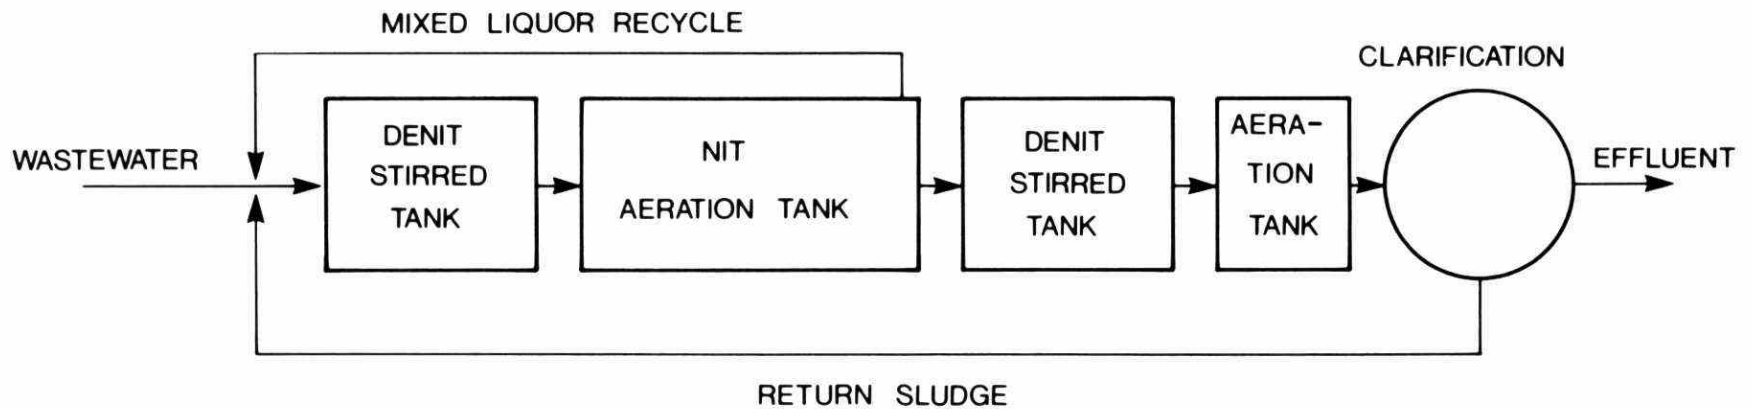 MIXED LIQUOR RECYCLE
CLARIFICATION
WASTEWATER
DENIT
STIRRED
TANK
NIT
AERATION TANK
DENIT
STIRRED
TANK
AERA-
TION
TANK
EFFLUENT
RETURN SLUDGE